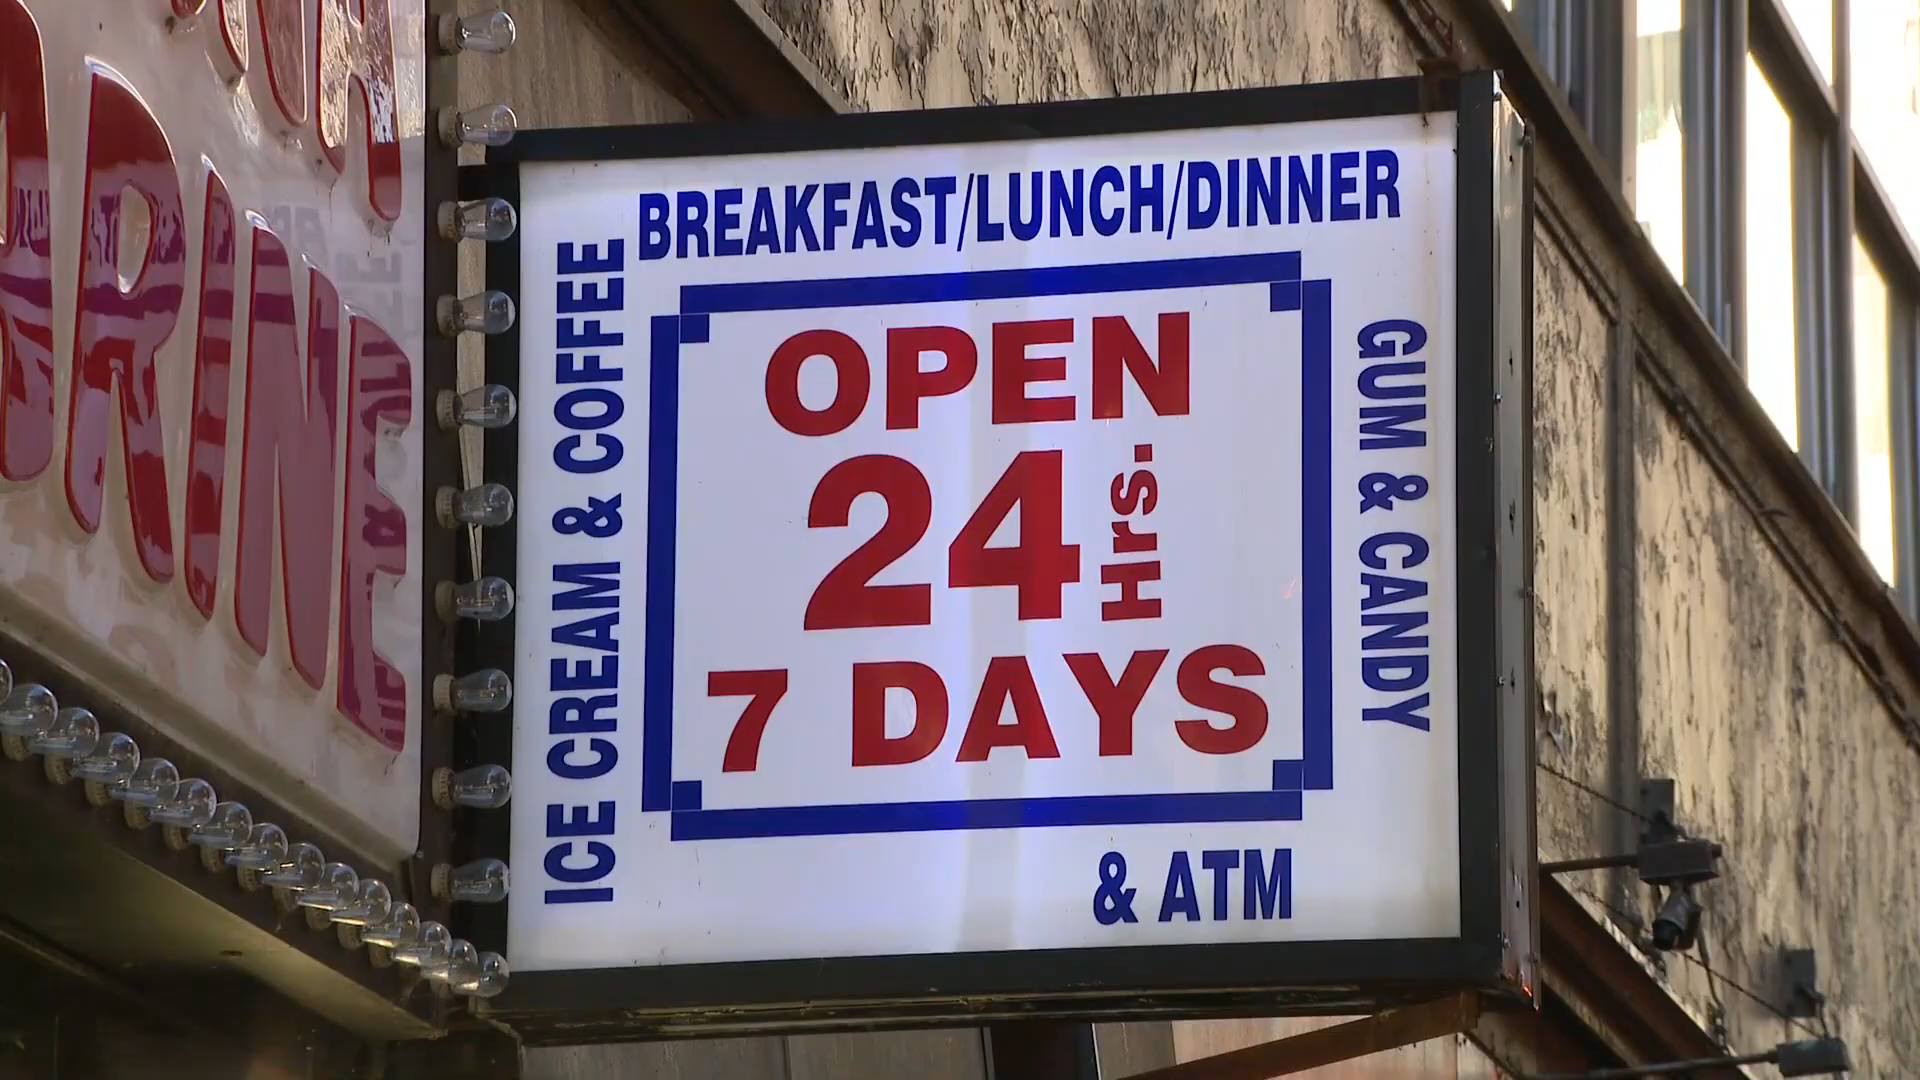 BREAKFAST/LUNCH/DINNER
ICE CREAM & COFFEE
OPEN
24 Hrs.
7 DAYS
GUM & CANDY
& ATM